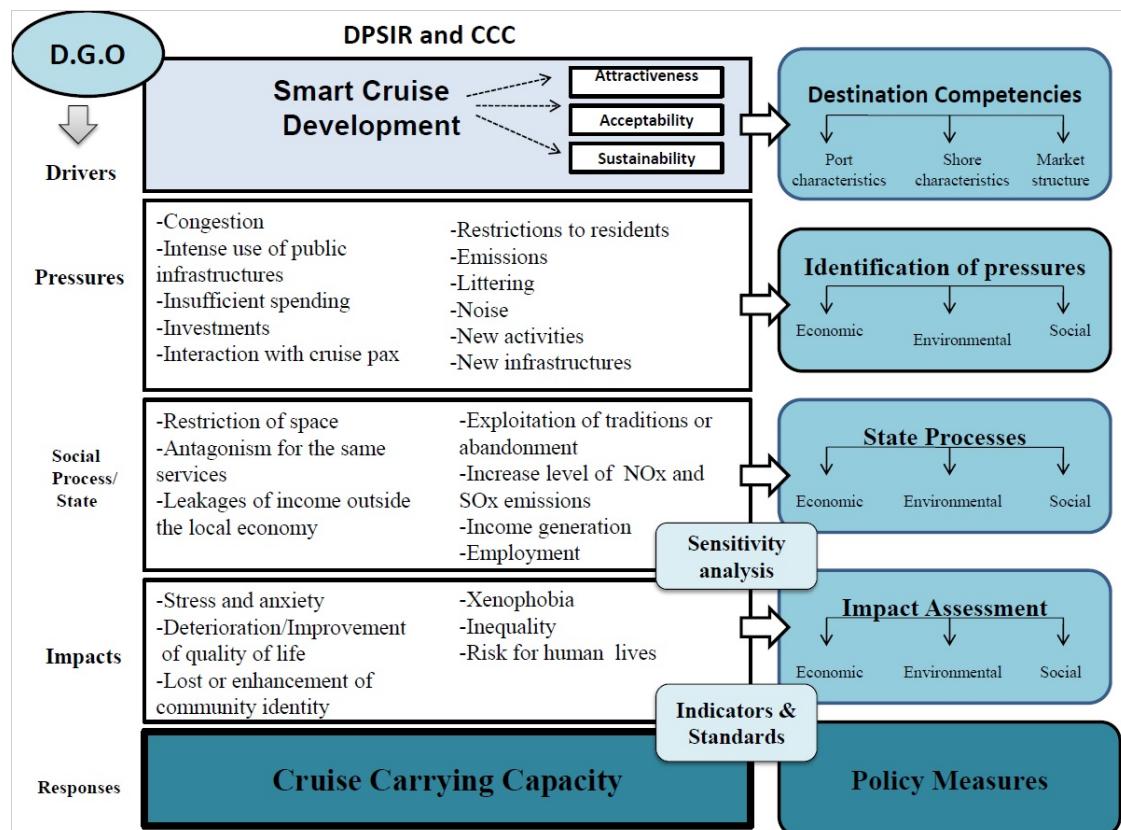 D.G.O
DPSIR and CCC
Smart Cruise
Development
Attractiveness
Acceptability
Sustainability
Destination Competencies
Port
characteristics
Shore
characteristics
Market
structure
Drivers
Pressures
-Congestion
-Intense use of public
infrastructures
-Insufficient spending
-Investments
-Interaction with cruise pax
-Restrictions to residents
-Emissions
-Littering
-Noise
-New activities
-New infrastructures
Identification of pressures
Economic
Environmental
Social
Social
Process/
State
-Restriction of space
-Antagonism for the same
services
-Leakages of income outside
the local economy
-Exploitation of traditions or
abandonment
-Increase level of NOx and
SOx emissions
-Income generation
-Employment
State Processes
Economic
Environmental
Social
Sensitivity
analysis
Impacts
-Stress and anxiety
-Deterioration/Improvement
of quality of life
-Lost or enhancement of
community identity
-Xenophobia
-Inequality
-Risk for human lives
Impact Assessment
Economic
Environmental
Social
Indicators &
Standards
Responses
Cruise Carrying Capacity
Policy Measures